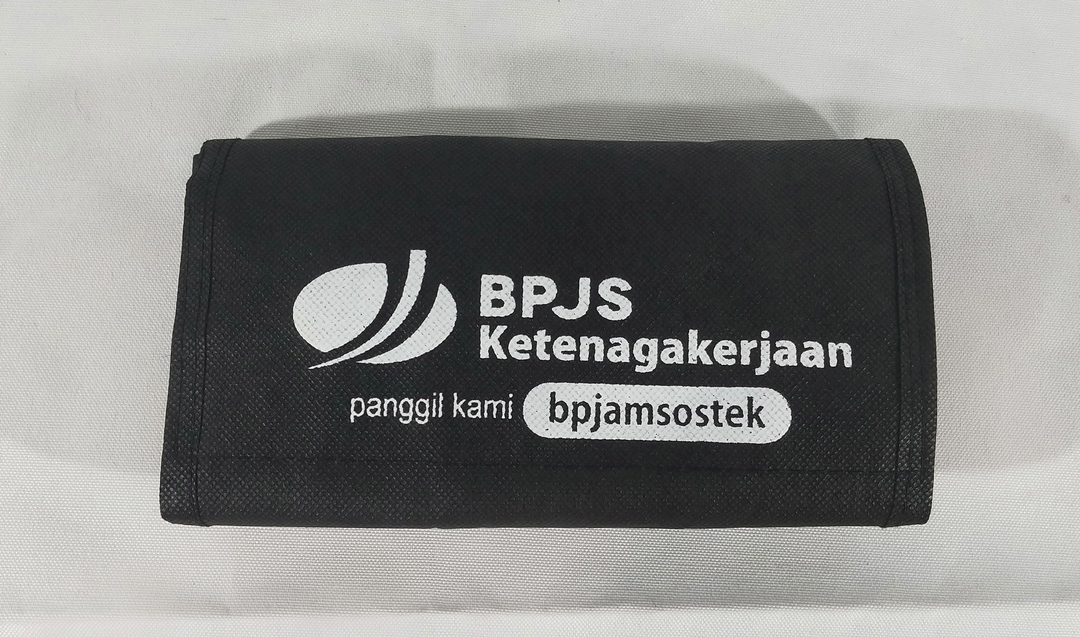 BPJS
Ketenagakerjaan
panggil kami bpjamsostek